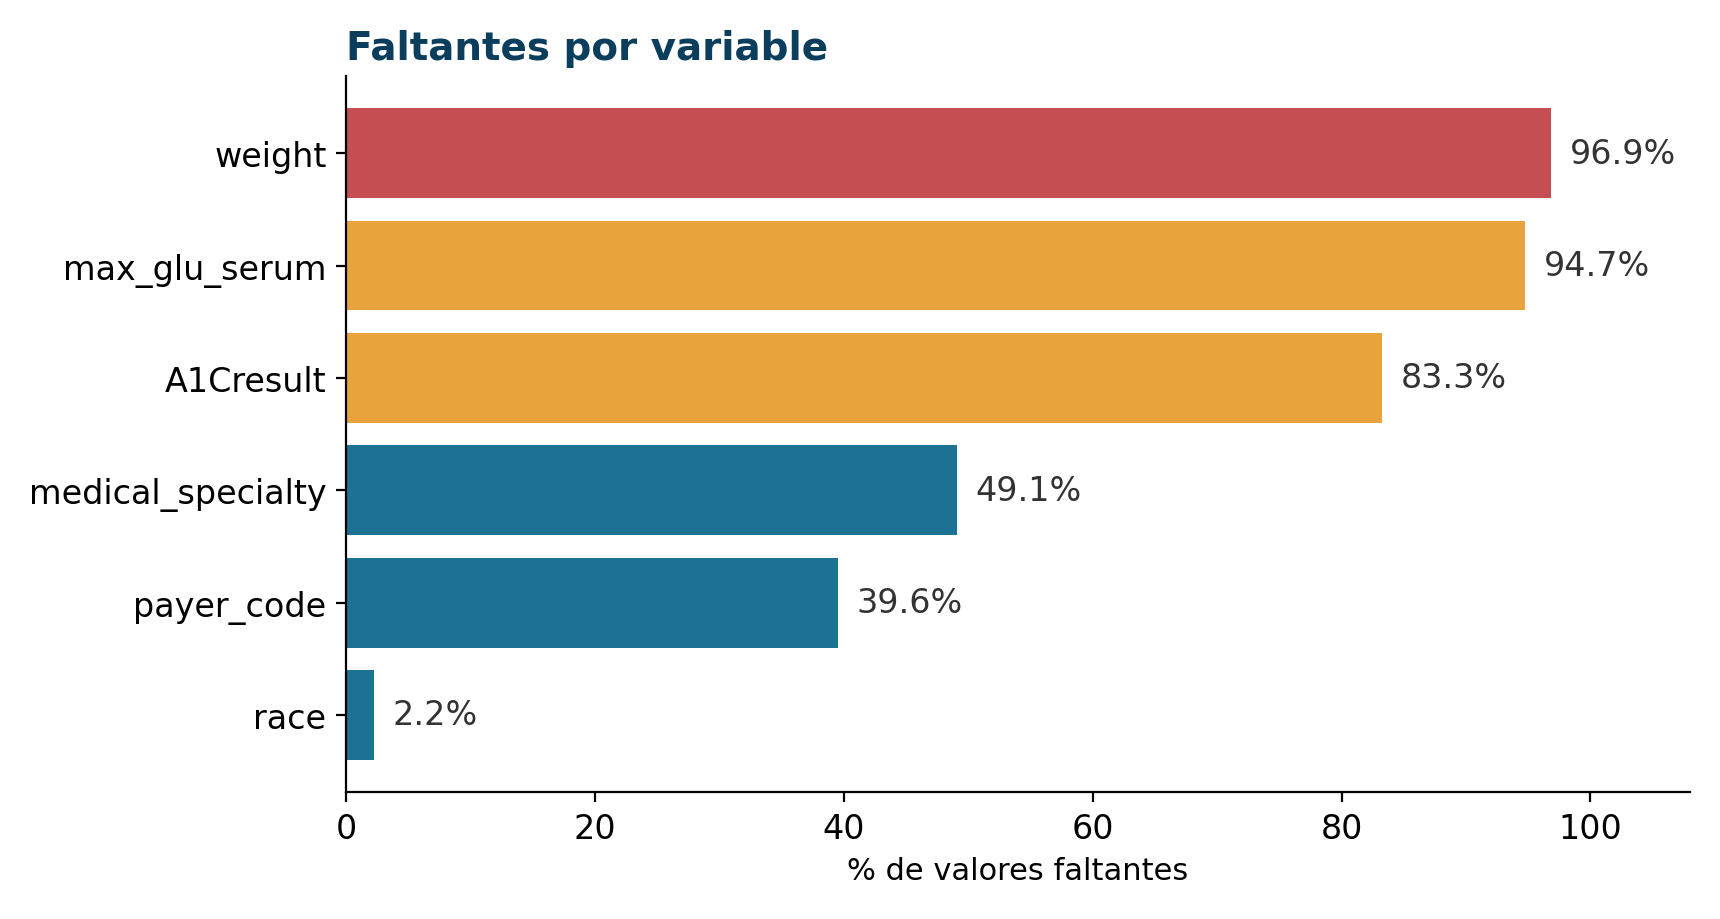 Faltantes por variable
weight 96.9%
max_glu_serum 94.7%
A1Cresult 83.3%
medical_specialty 49.1%
payer_code 39.6%
race 2.2%
0 20 40 60 80 100
% de valores faltantes